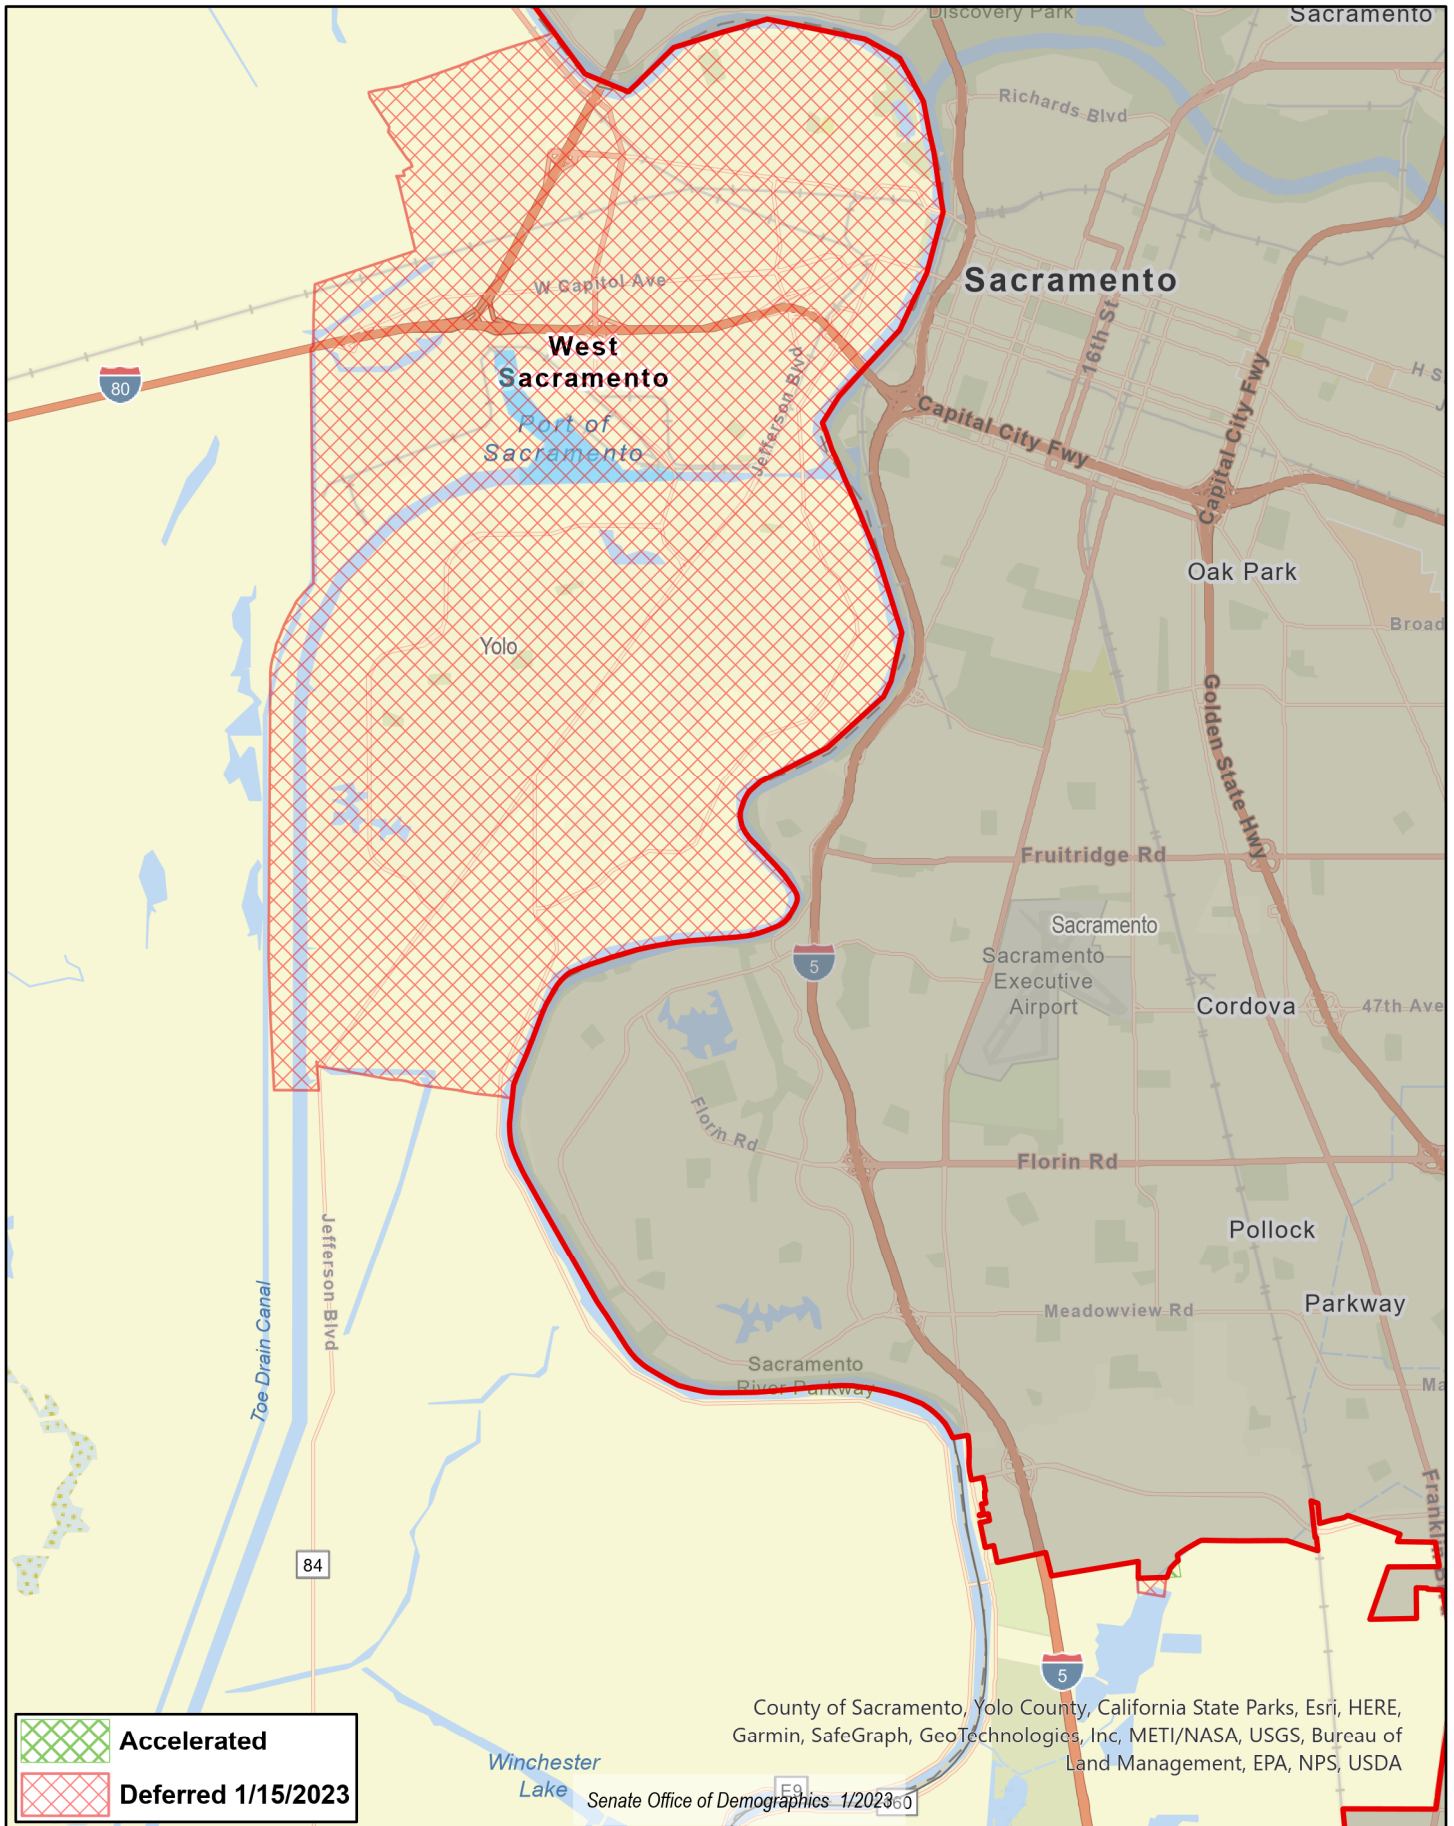 Discovery Park
Sacramento
Richards Blvd
Sacramento
W Capitol Ave
16th St
West
Sacramento
80
Port of
Sacramento
Jefferson Blvd
Capital City Fwy
Capital City Fwy
H S
Oak Park
Broad
Yolo
Golden State Hwy
Fruitridge Rd
Sacramento
5
Sacramento
Executive
Airport
Cordova
47th Ave
Florin Rd
Florin Rd
Pollock
Jefferson Blvd
Toe Drain Canal
Meadowview Rd
Parkway
Sacramento
River Parkway
Ma
84
5
County of Sacramento, Yolo County, California State Parks, Esri, HERE,
Garmin, SafeGraph, GeoTechnologies, Inc, METI/NASA, USGS, Bureau of
Land Management, EPA, NPS, USDA
Accelerated
Deferred 1/15/2023
Winchester
Lake
E9
Senate Office of Demographics 1/2023